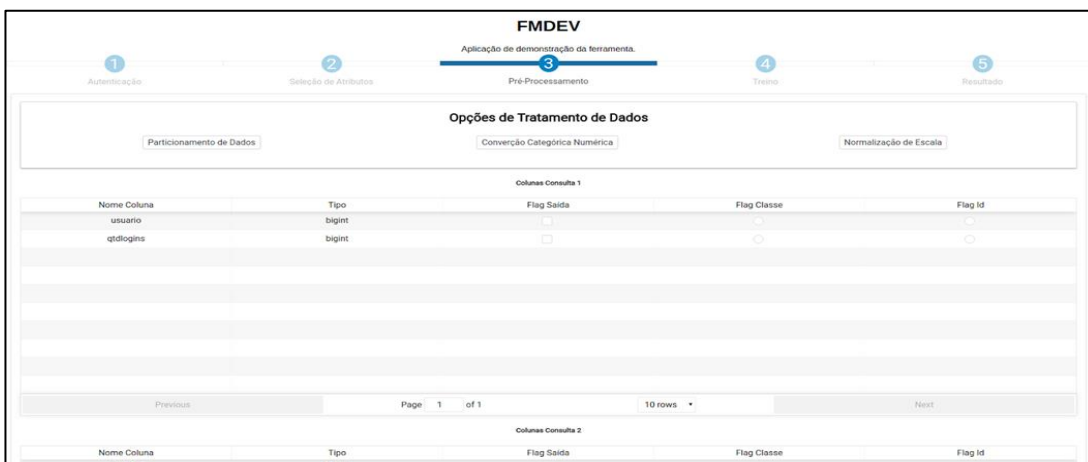 FMDEV
Aplicação de demonstração da ferramenta.
1 2 3 4 5
Autenticação Seleção de Atributos Pré-Processamento Treino Resultado
Opções de Tratamento de Dados
Particionamento de Dados Converção Categórica Numérica Normalização de Escala
Colunas Consulta 1
Nome Coluna Tipo Flag Saída Flag Classe Flag Id
usuario bigint
qtdlogins bigint
Previous Page 1 of 1 10 rows Next
Colunas Consulta 2
Nome Coluna Tipo Flag Saída Flag Classe Flag Id